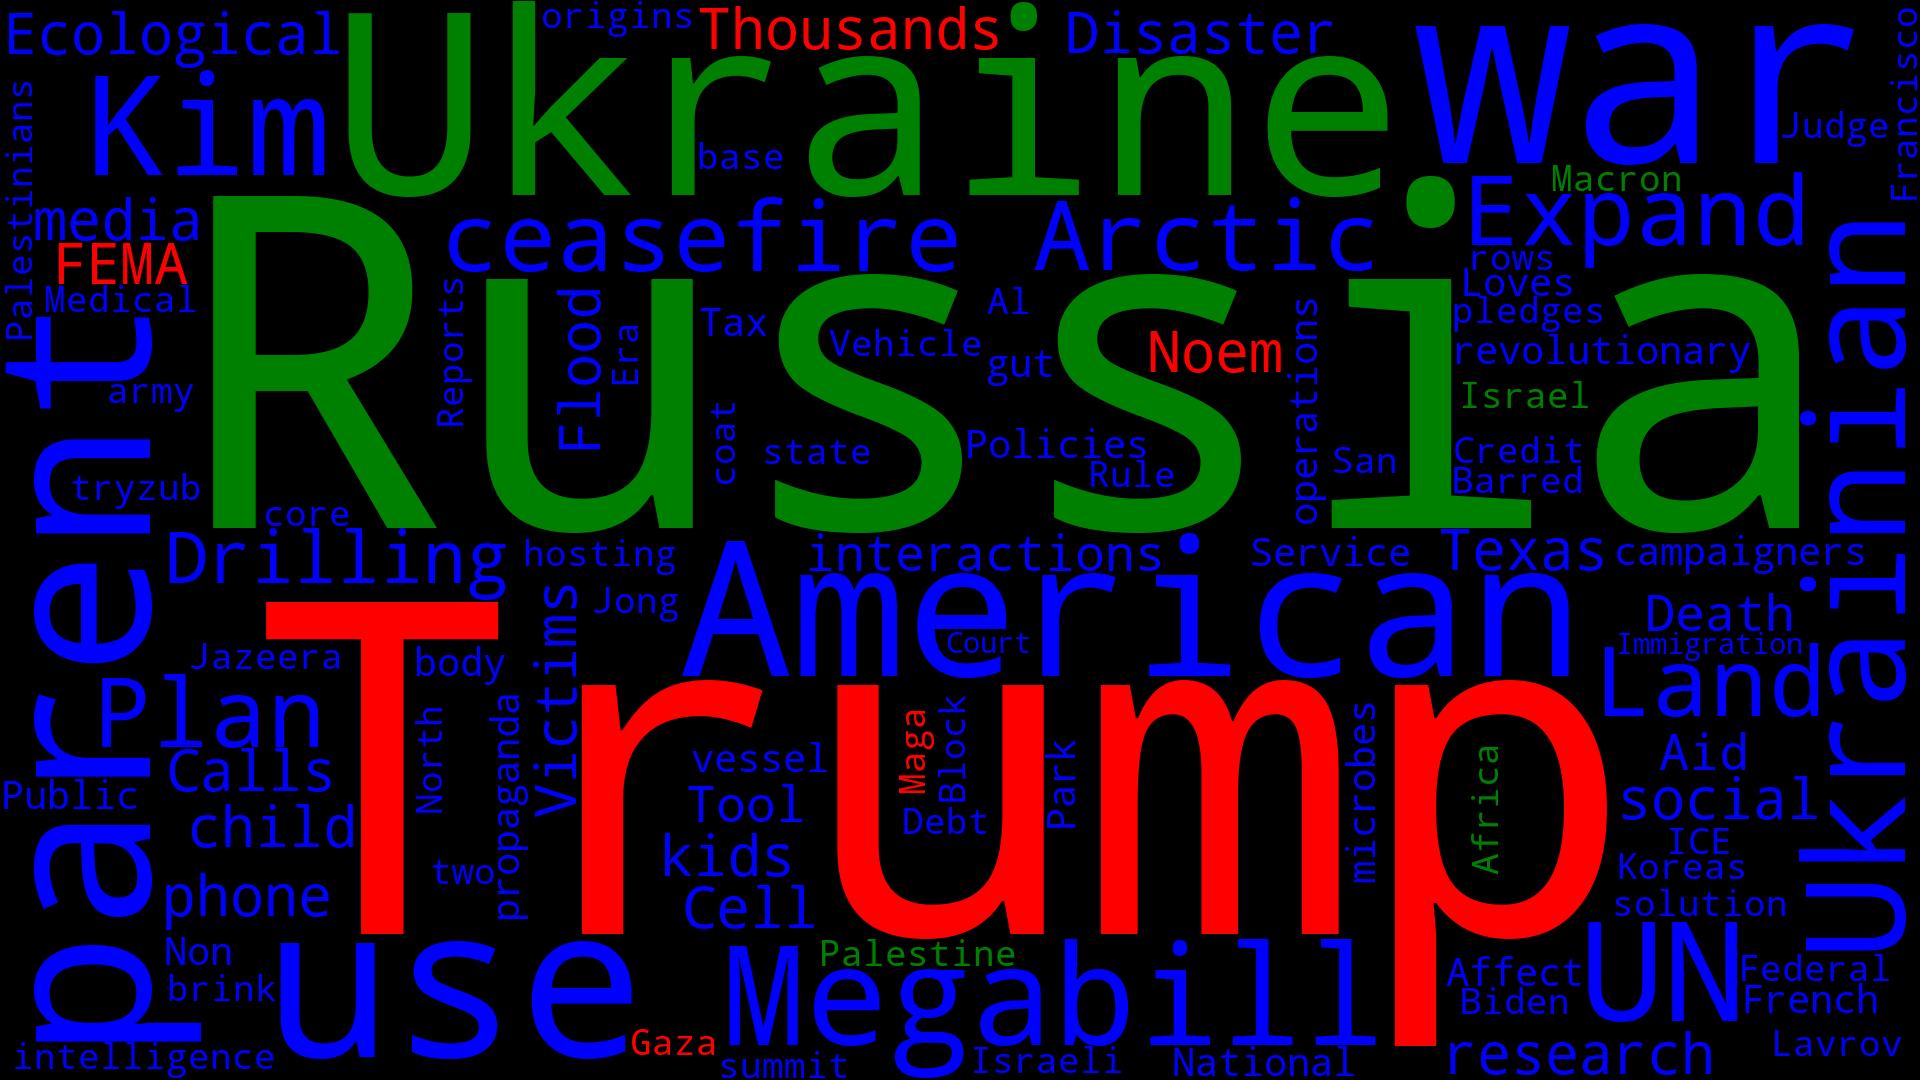 Ecological
origins
Thousands
Disaster
Ukraine
war
Kim
Francisco
Judge
base
Palestinians
Macron
media
ceasefire
Arctic
Expand
FEMA
Russia
rows
Loves
Medical
Reports
Flood
Era
Tax
Al
Vehicle
gut
Noem
operations
pledges
revolutionary
army
Israel
parent
Ukrainian
coat
state
Policies
Rule
San
Credit
Barred
tryzub
core
Drilling
hosting
interactions
Service
Texas
campaigners
American
Jong
Victims
Court
Death
Immigration
Jazeera
body
Trump
Land
Plan
North
propaganda
Maga
Block
Park
microbes
Africa
Calls
vessel
Aid
Public
Tool
Debt
social
child
ICE
two
kids
Koreas
phone
Cell
solution
Non
use
Palestine
Megabill
UN
Affect
Federal
brink
Biden
French
Gaza
intelligence
summit
Israeli
National
research
Lavrov